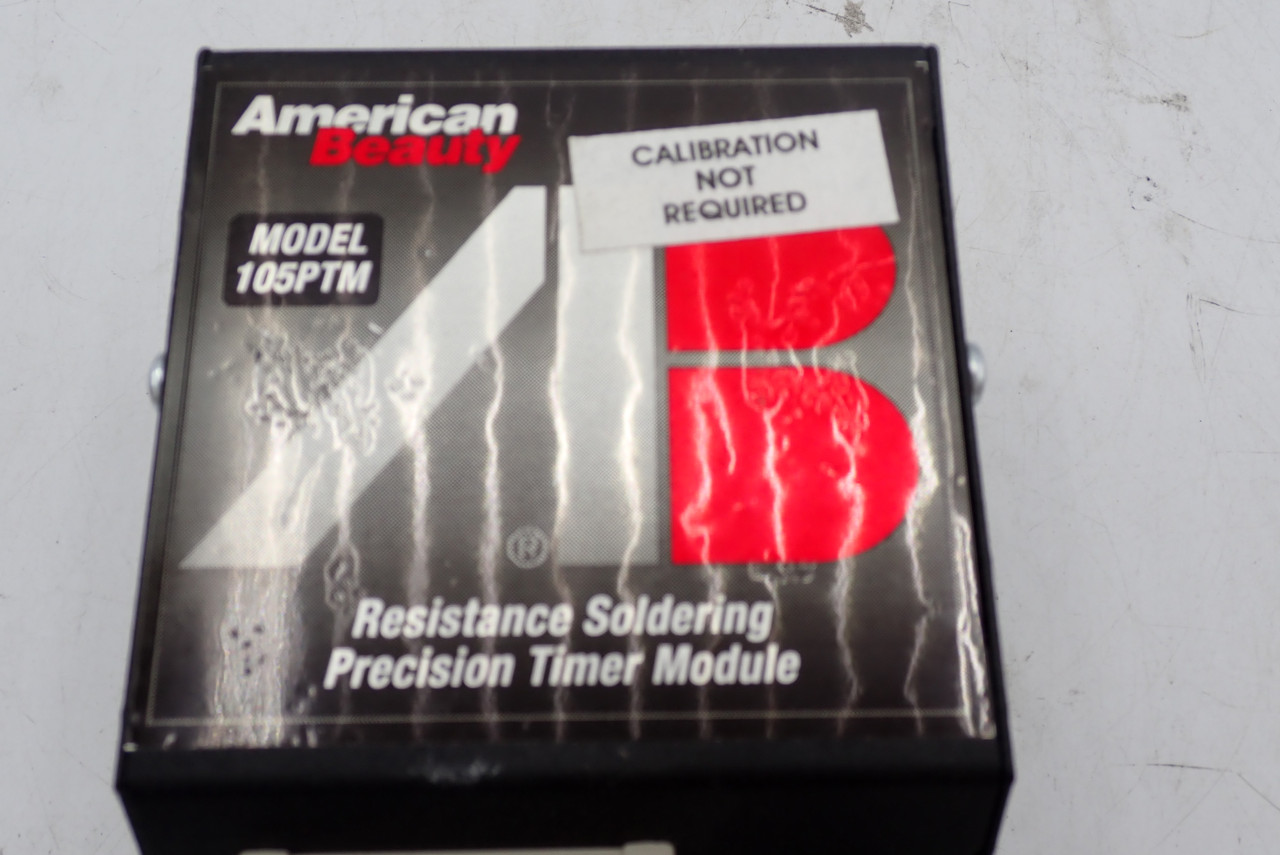 American
Beauty
CALIBRATION
NOT
REQUIRED
MODEL
105PTM
®
Resistance Soldering
Precision Timer Module